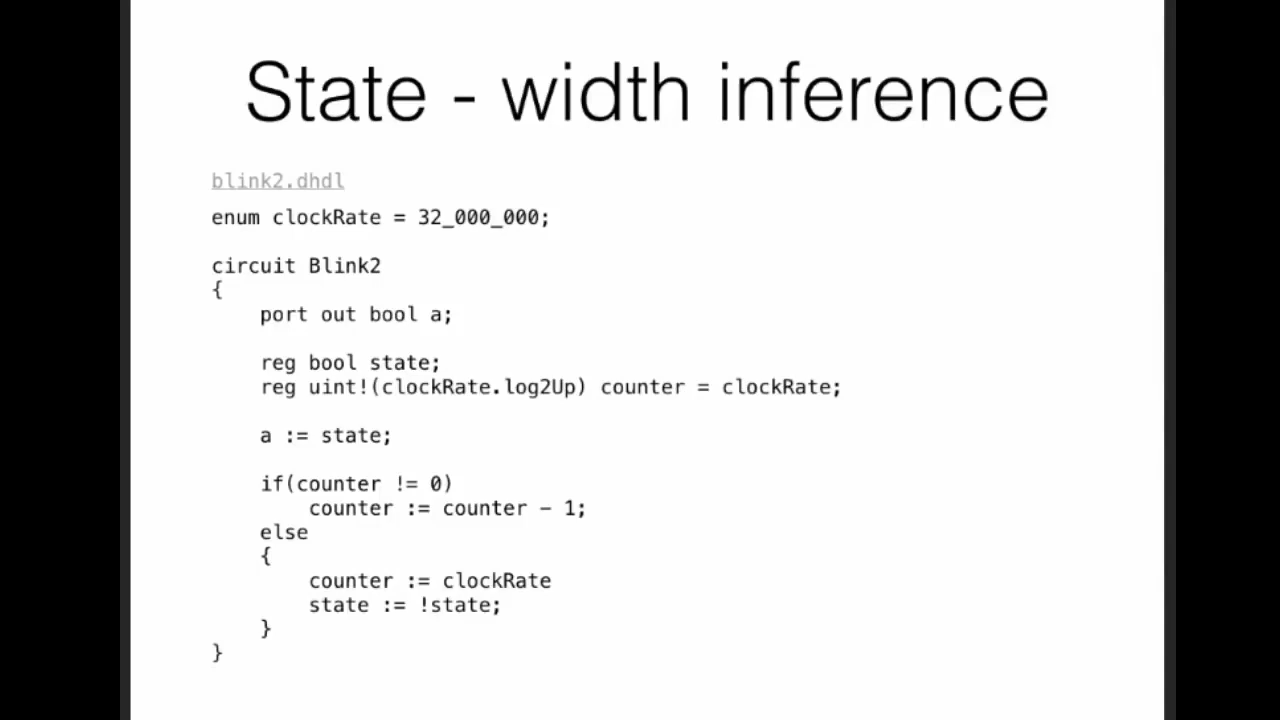 State - width inference
blink2.dhdl
enum clockRate = 32_000_000;
circuit Blink2
{
port out bool a;
reg bool state;
reg uint!(clockRate.log2Up) counter = clockRate;
a := state;
if(counter != 0)
counter := counter – 1;
else
{
counter := clockRate
state := !state;
}
}